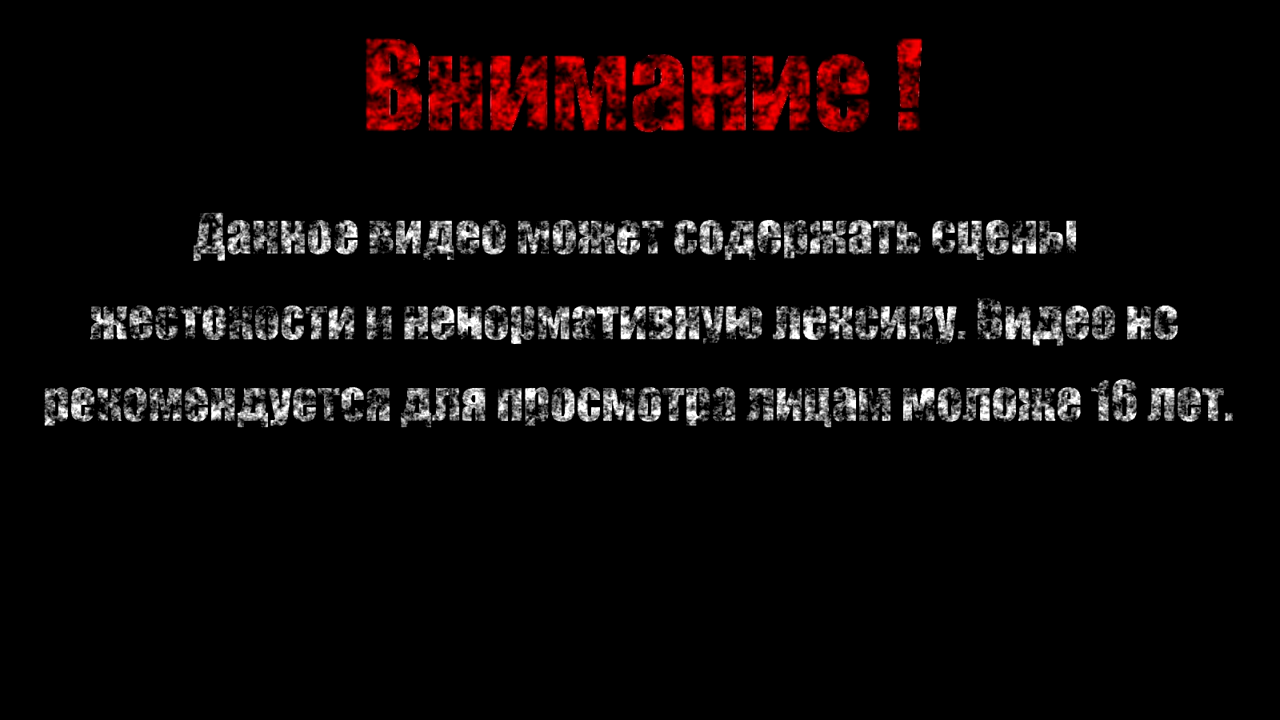 Внимание !
Данное видео может содержать сцены
жестокости и ненормативную лексику. Видео не
рекомендуется для просмотра лицам моложе 16 лет.